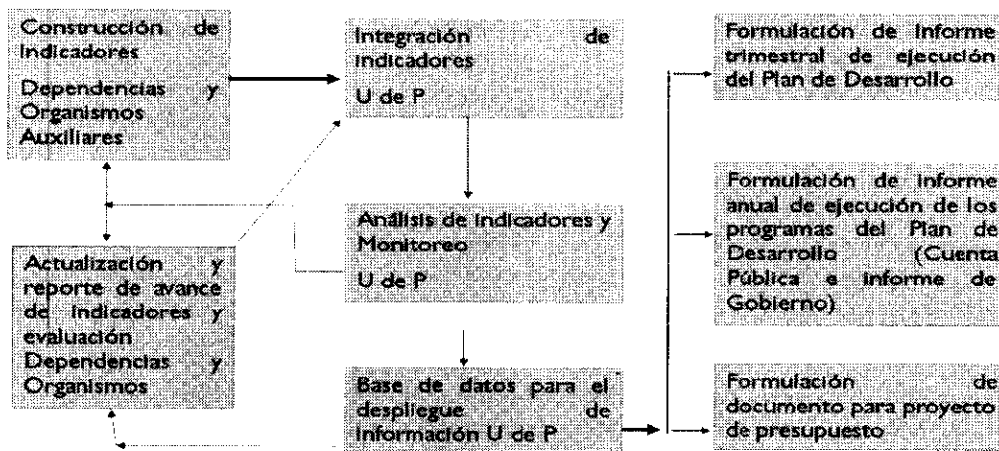 Construcción de
Indicadores
Dependencias y
Organismos
Auxiliares
Integración de
indicadores
U de P
Formulación de Informe
trimestral de ejecución
del Plan de Desarrollo
Análisis de Indicadores y
Monitoreo
U de P
Formulación de informe
anual de ejecución de los
programas del Plan de
Desarrollo (Cuenta
Pública e Informe de
Gobierno)
Actualización y
reporte de avance
de indicadores y
evaluación
Dependencias y
Organismos
Base de datos para el
despliegue de
información U de P
Formulación de
documento para proyecto
de presupuesto